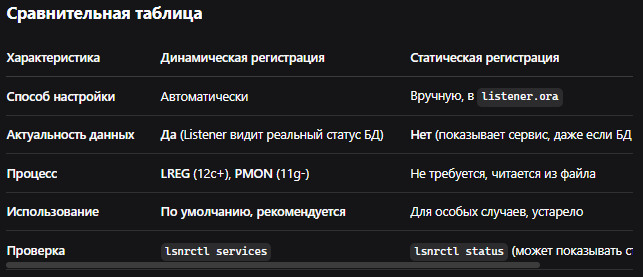 Сравнительная таблица
Характеристика Динамическая регистрация Статическая регистрация
Способ настройки Автоматически Вручную, в listener.ora
Актуальность данных Да (Listener видит реальный статус БД) Нет (показывает сервис, даже если БД
Процесс LREG (12c+), PMON (11g-) Не требуется, читается из файла
Использование По умолчанию, рекомендуется Для особых случаев, устарело
Проверка lsnrctl services lsnrctl status (может показывать